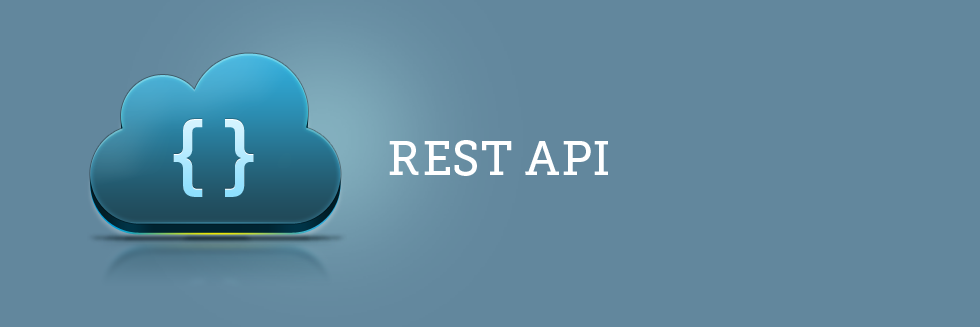 { }
REST API